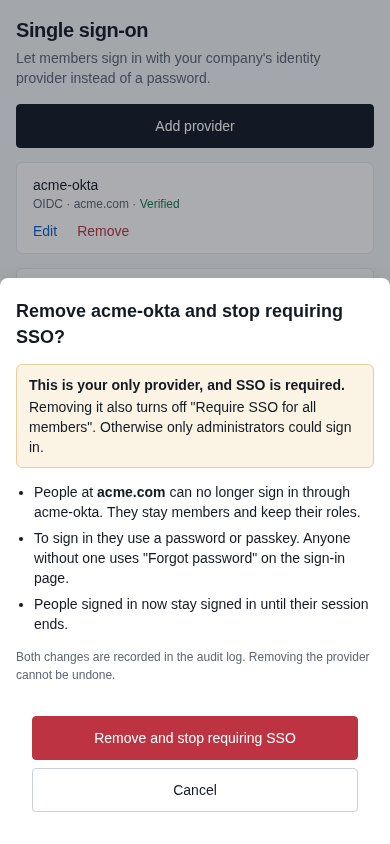 Single sign-on
Let members sign in with your company's identity
provider instead of a password.
Add provider
acme-okta
OIDC · acme.com · Verified
Edit Remove
Remove acme-okta and stop requiring
SSO?
This is your only provider, and SSO is required.
Removing it also turns off "Require SSO for all
members". Otherwise only administrators could sign
in.
• People at acme.com can no longer sign in through
acme-okta. They stay members and keep their roles.
• To sign in they use a password or passkey. Anyone
without one uses "Forgot password" on the sign-in
page.
• People signed in now stay signed in until their session
ends.
Both changes are recorded in the audit log. Removing the provider
cannot be undone.
Remove and stop requiring SSO
Cancel